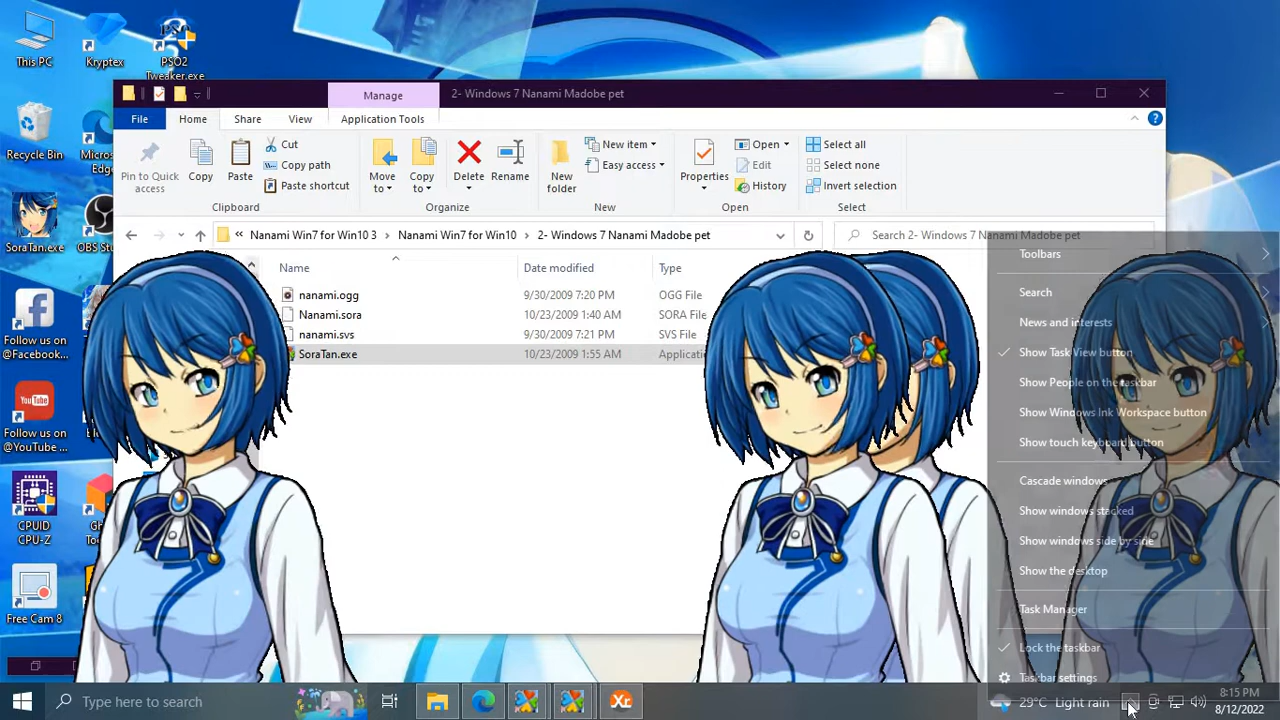 This PC
Kryptex
PSO2
Tweaker.exe
Recycle Bin
Micros...
Edge
SoraTan.exe
OBS Stu
Follow us on
@Facebook...
Follow us on
@YouTube ...
CPUID
CPU-Z
Free Cam 8
Manage
2- Windows 7 Nanami Madobe pet
File
Home
Share
View
Application Tools
Pin to Quick
access
Copy
Paste
Cut
Copy path
Paste shortcut
Clipboard
Move
to
Copy
to
Delete
Rename
Organize
New
folder
New item
Easy access
New
Properties
Open
Edit
History
Open
Select all
Select none
Invert selection
Select
« Nanami Win7 for Win10 3 > Nanami Win7 for Win10 > 2- Windows 7 Nanami Madobe pet
Search 2- Windows 7 Nanami Madobe pet
Name
Date modified
Type
nanami.ogg 9/30/2009 7:20 PM OGG File
Nanami.sora 10/23/2009 1:40 AM SORA File
nanami.svs 9/30/2009 7:21 PM SVS File
SoraTan.exe 10/23/2009 1:55 AM Applicati
Toolbars
Search
News and interests
Show Task View button
Show People on the taskbar
Show Windows Ink Workspace button
Show touch keyboard button
Cascade windows
Show windows stacked
Show windows side by side
Show the desktop
Task Manager
Lock the taskbar
Taskbar settings
Type here to search
29°C Light rain
8:15 PM
8/12/2022